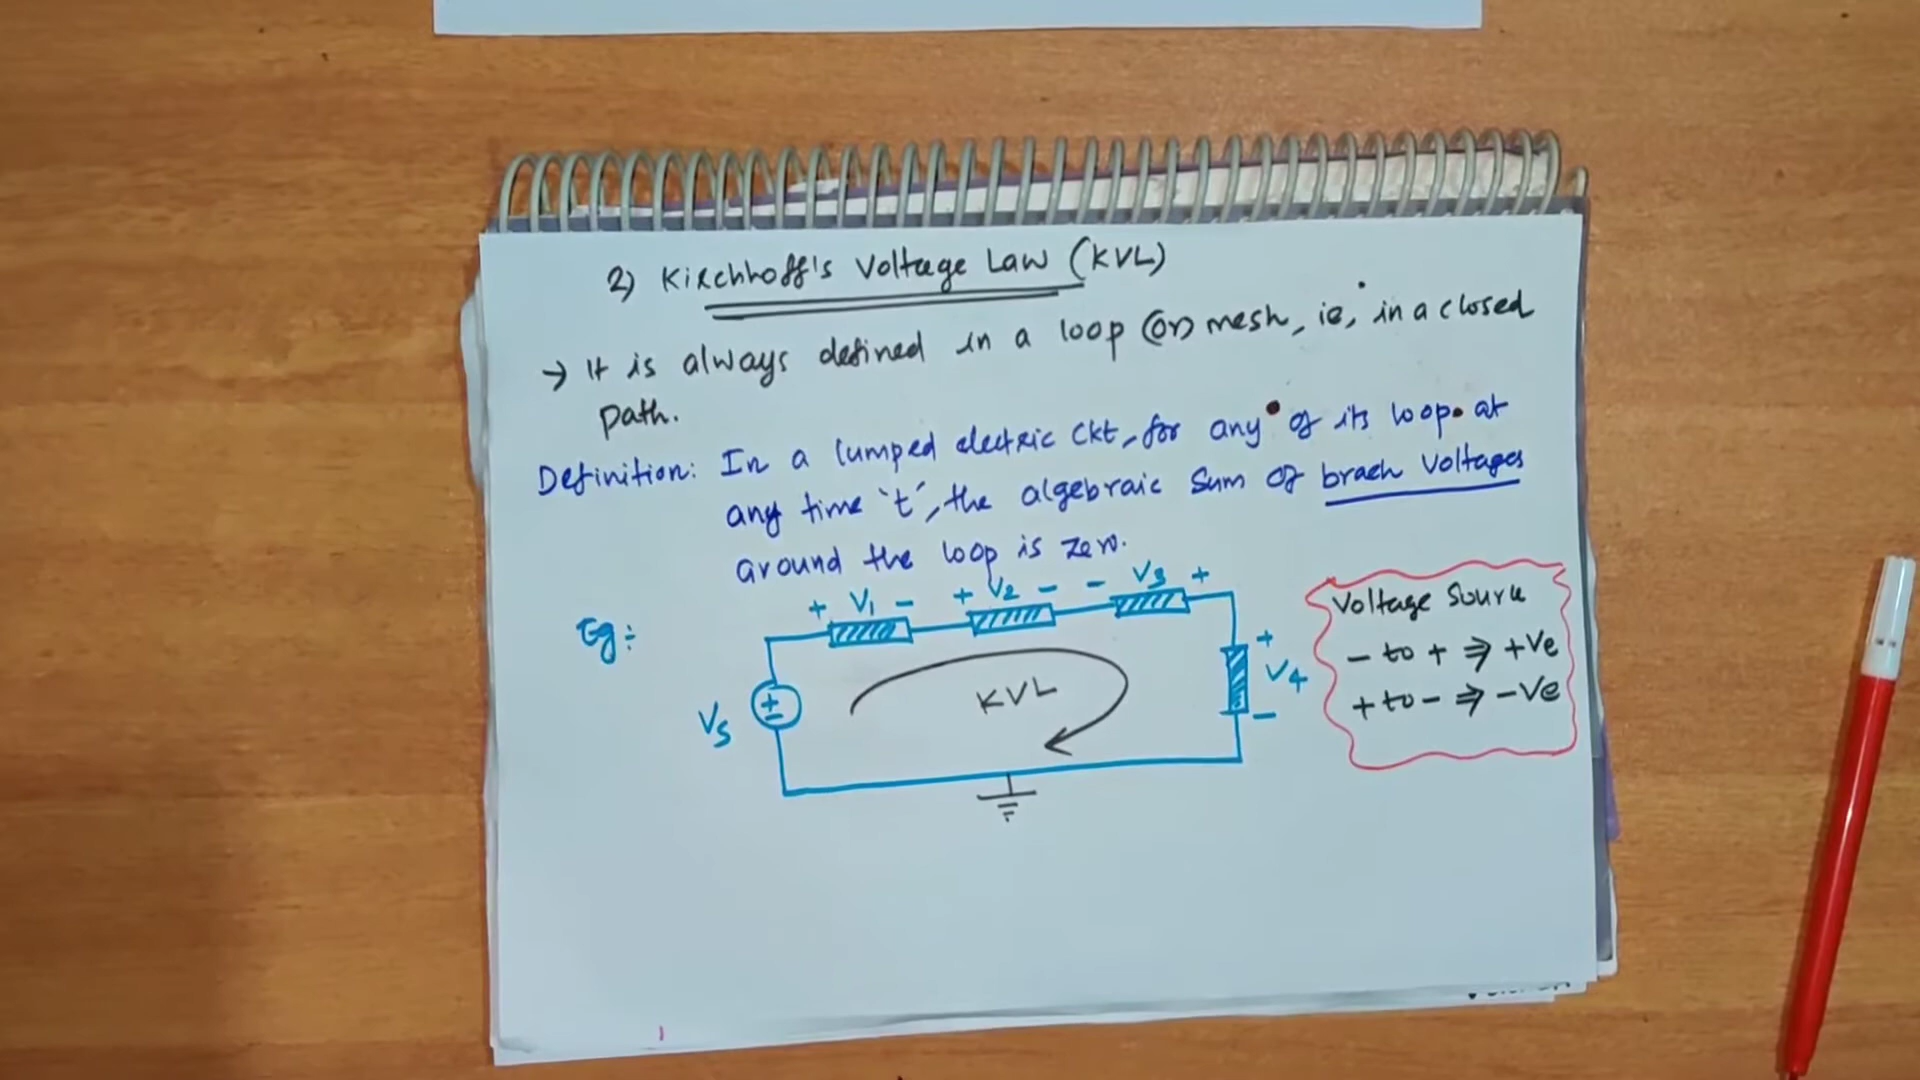 2) Kirchhoff's Voltage Law (KVL)
→ It is always defined in a loop (or) mesh, ie, in a closed
path.
Definition: In a lumped electric ckt, for any of its loop at
any time 't', the algebraic sum of brach voltages
around the loop is zero.
Eg:
+ V1 - + V2 - - V3 +
Voltage Source
- to + ⇒ +Ve
+ to - ⇒ -Ve
+
V4
-
KVL
Vs
+
-